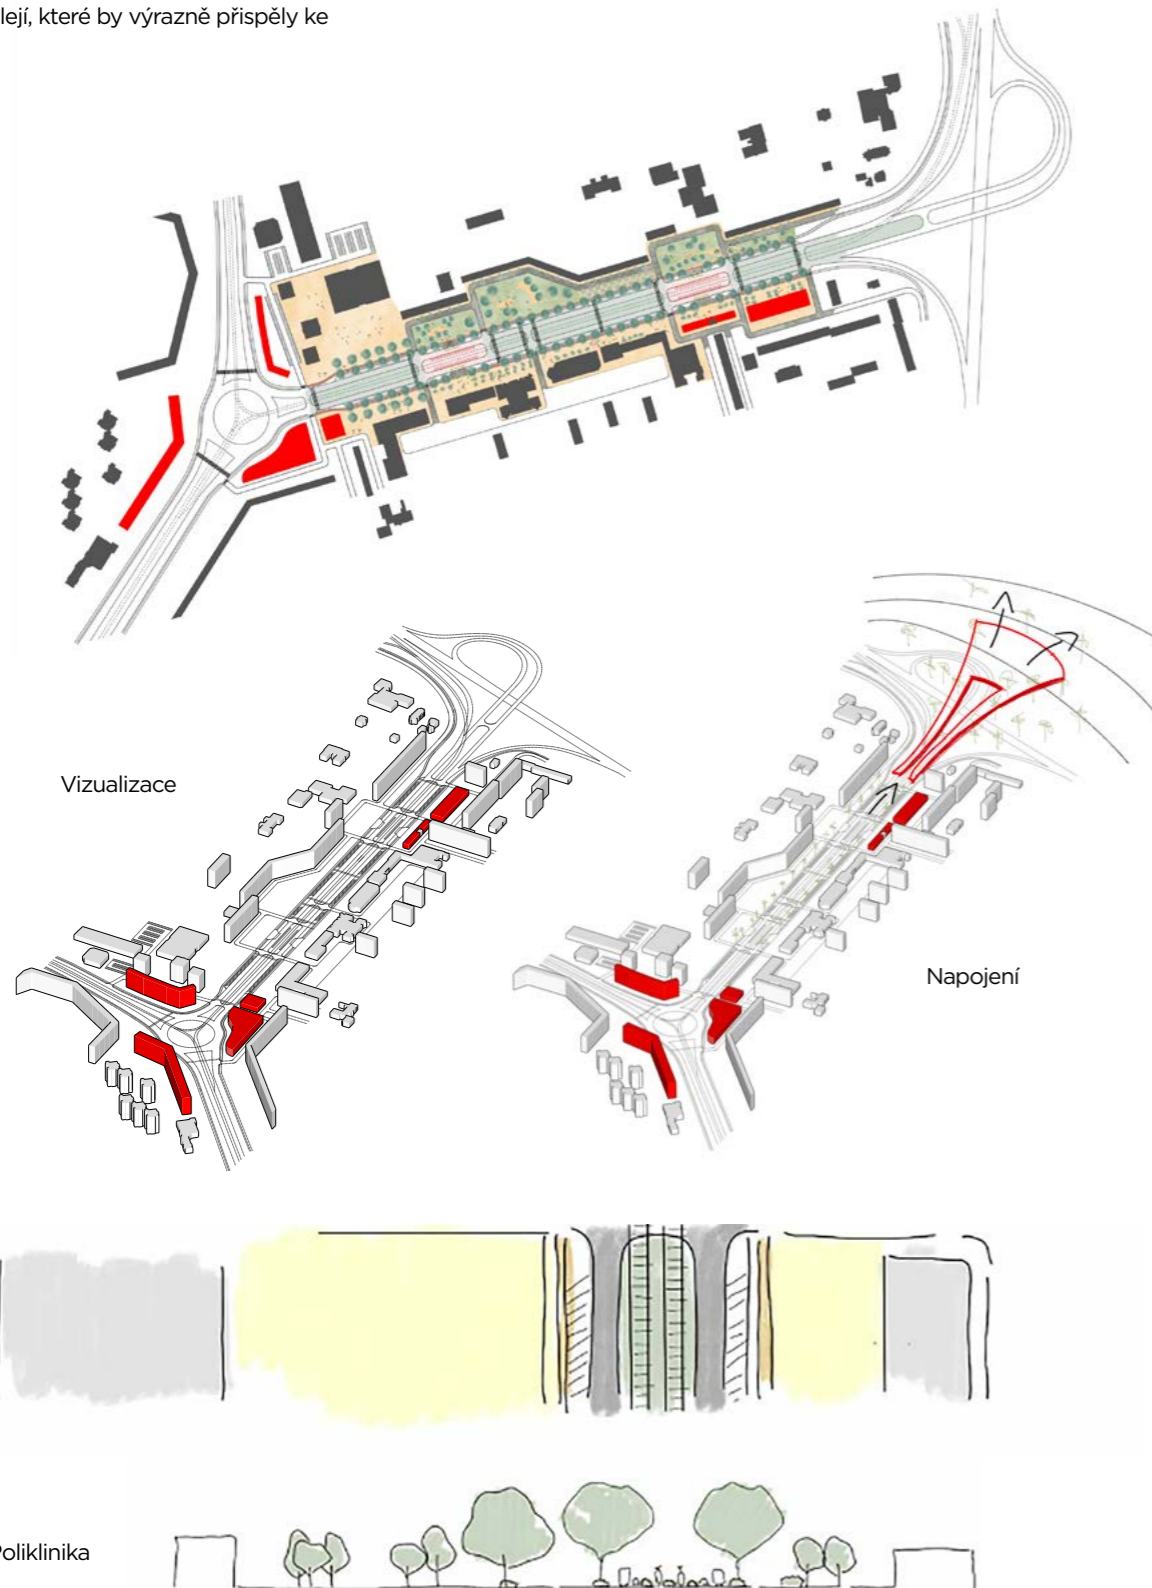 lejí, které by výrazně přispěly ke
Vizualizace
Napojení
Poliklinika